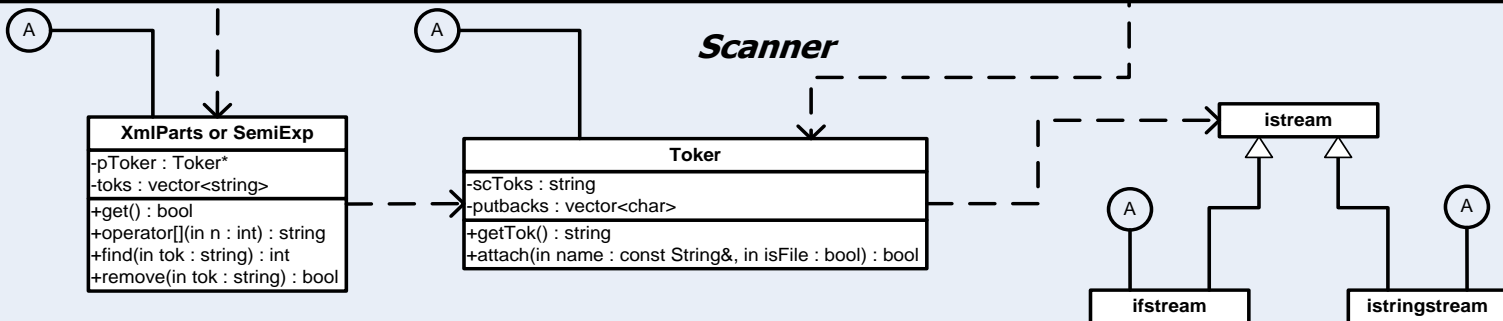 A
A
Scanner
XmlParts or SemiExp
-pToker : Toker*
-toks : vector<string>
+get() : bool
+operator[](in n : int) : string
+find(in tok : string) : int
+remove(in tok : string) : bool
Toker
-scToks : string
-putbacks : vector<char>
+getTok() : string
+attach(in name : const String&, in isFile : bool) : bool
istream
A
A
ifstream
istringstream